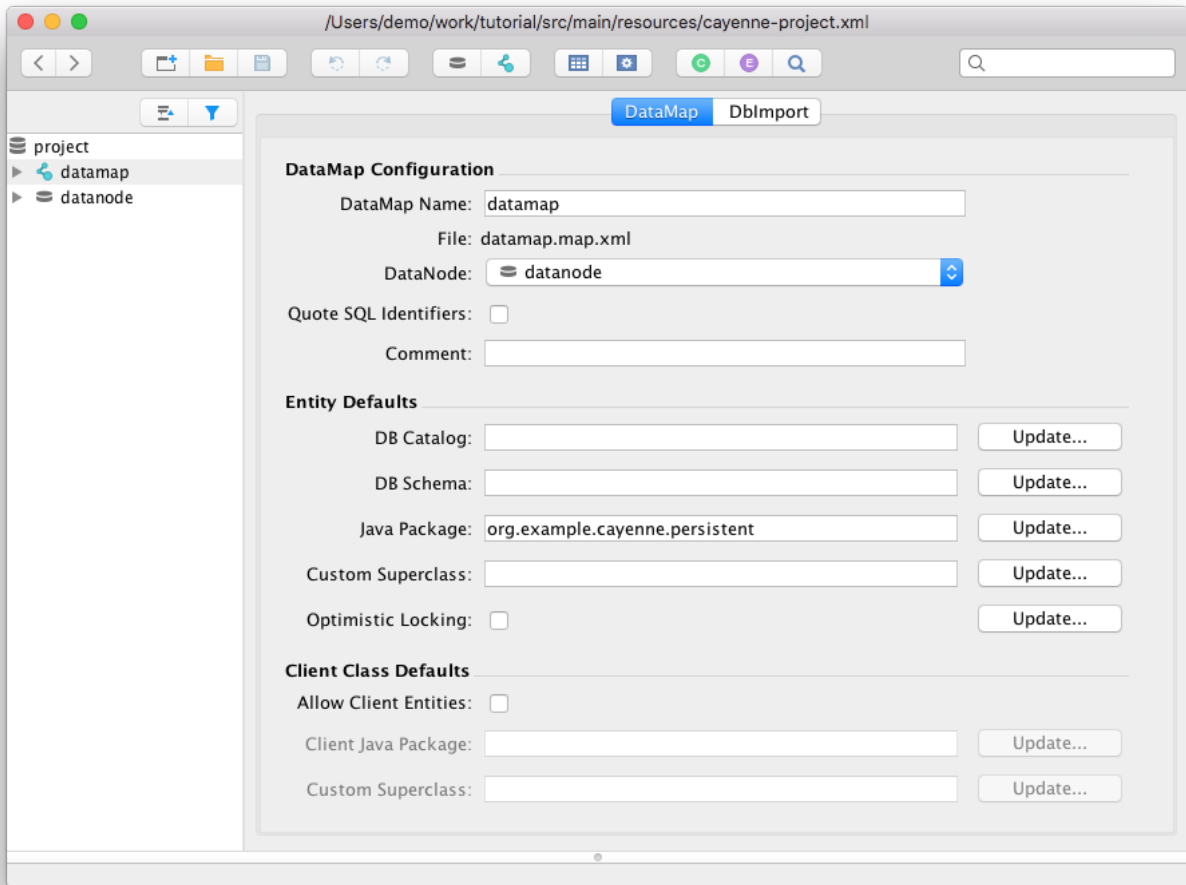 /Users/demo/work/tutorial/src/main/resources/cayenne-project.xml
C E
DataMap DbImport
project
datamap
datanode
DataMap Configuration
DataMap Name: datamap
File: datamap.map.xml
DataNode: datanode
Quote SQL Identifiers:
Comment:
Entity Defaults
DB Catalog: Update...
DB Schema: Update...
Java Package: org.example.cayenne.persistent Update...
Custom Superclass: Update...
Optimistic Locking: Update...
Client Class Defaults
Allow Client Entities:
Client Java Package: Update...
Custom Superclass: Update...